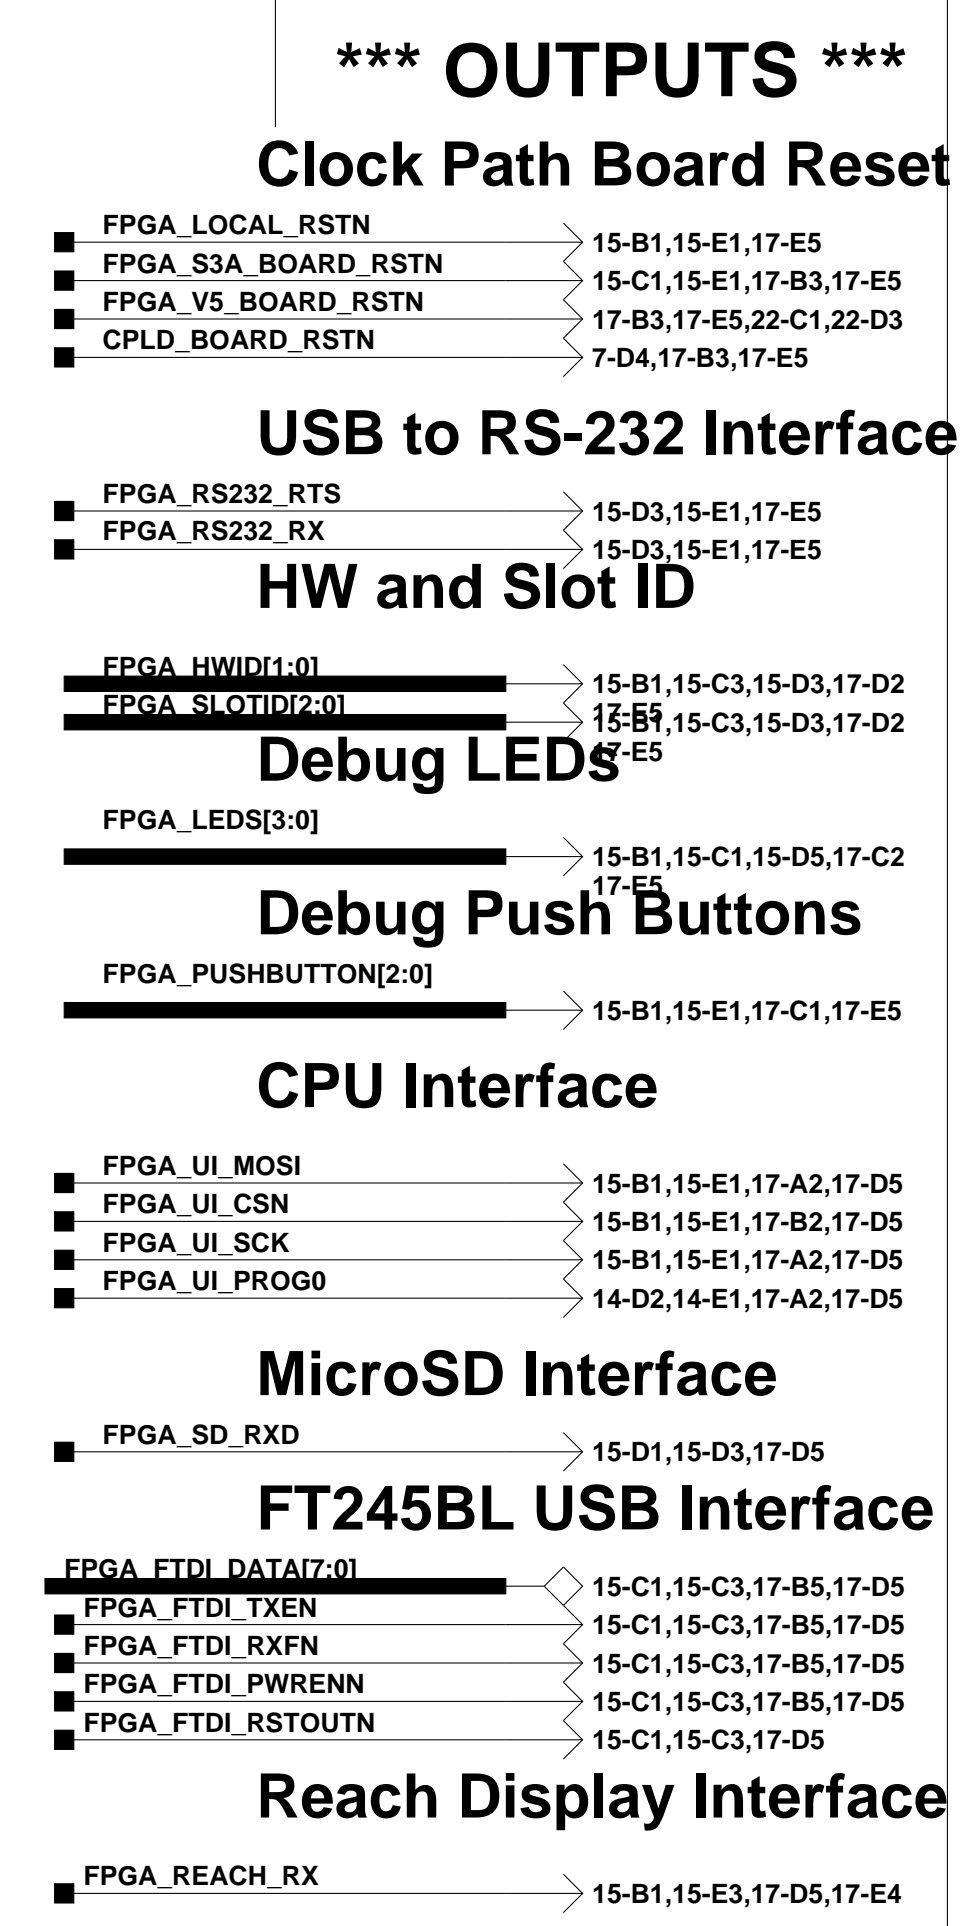 *** OUTPUTS ***
Clock Path Board Reset
FPGA_LOCAL_RSTN 15-B1,15-E1,17-E5
FPGA_S3A_BOARD_RSTN 15-C1,15-E1,17-B3,17-E5
FPGA_V5_BOARD_RSTN 17-B3,17-E5,22-C1,22-D3
CPLD_BOARD_RSTN 7-D4,17-B3,17-E5
USB to RS-232 Interface
FPGA_RS232_RTS 15-D3,15-E1,17-E5
FPGA_RS232_RX 15-D3,15-E1,17-E5
HW and Slot ID
FPGA_HWID[1:0] 15-B1,15-C3,15-D3,17-D2
17-E5
FPGA_SLOTID[2:0] 15-B1,15-C3,15-D3,17-D2
17-E5
Debug LEDs
FPGA_LEDS[3:0] 15-B1,15-C1,15-D5,17-C2
17-E5
Debug Push Buttons
FPGA_PUSHBUTTON[2:0] 15-B1,15-E1,17-C1,17-E5
CPU Interface
FPGA_UI_MOSI 15-B1,15-E1,17-A2,17-D5
FPGA_UI_CSN 15-B1,15-E1,17-B2,17-D5
FPGA_UI_SCK 15-B1,15-E1,17-A2,17-D5
FPGA_UI_PROG0 14-D2,14-E1,17-A2,17-D5
MicroSD Interface
FPGA_SD_RXD 15-D1,15-D3,17-D5
FT245BL USB Interface
FPGA_FTDI_DATA[7:0] 15-C1,15-C3,17-B5,17-D5
FPGA_FTDI_TXEN 15-C1,15-C3,17-B5,17-D5
FPGA_FTDI_RXFN 15-C1,15-C3,17-B5,17-D5
FPGA_FTDI_PWRENN 15-C1,15-C3,17-B5,17-D5
FPGA_FTDI_RSTOUTN 15-C1,15-C3,17-D5
Reach Display Interface
FPGA_REACH_RX 15-B1,15-E3,17-D5,17-E4